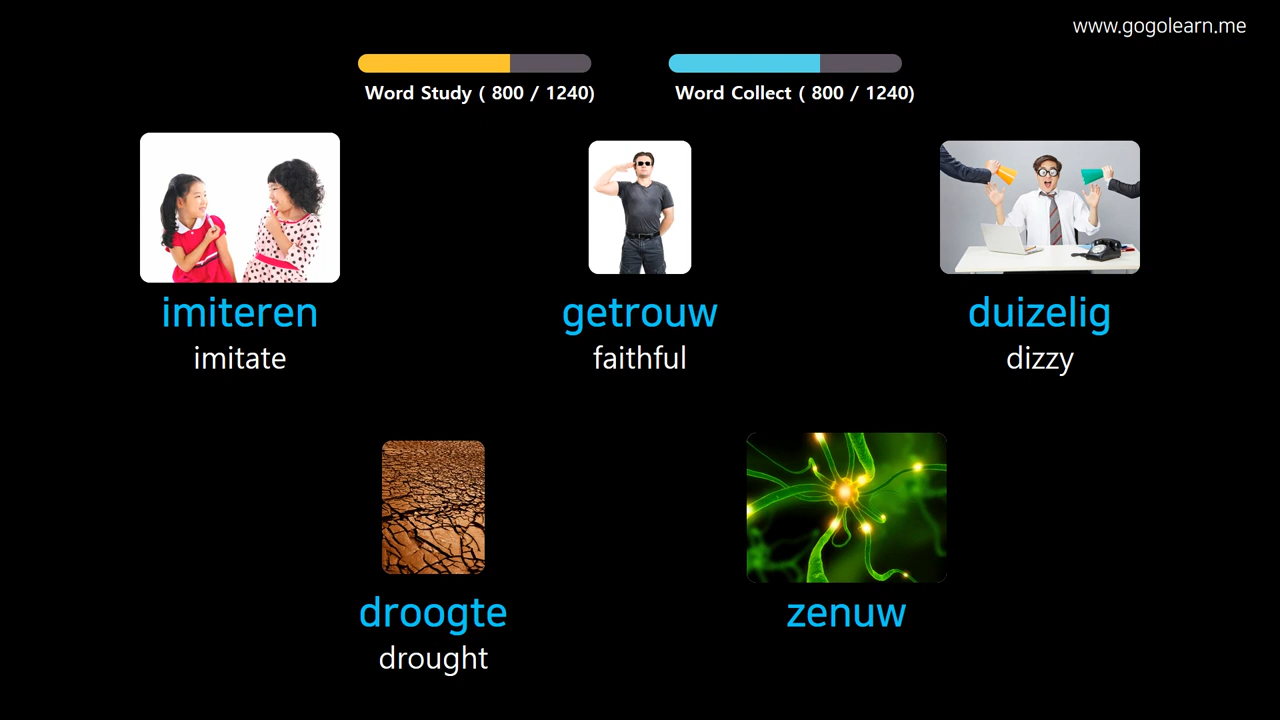 www.gogolearn.me
Word Study ( 800 / 1240)
Word Collect ( 800 / 1240)
imiteren
imitate
getrouw
faithful
duizelig
dizzy
droogte
drought
zenuw